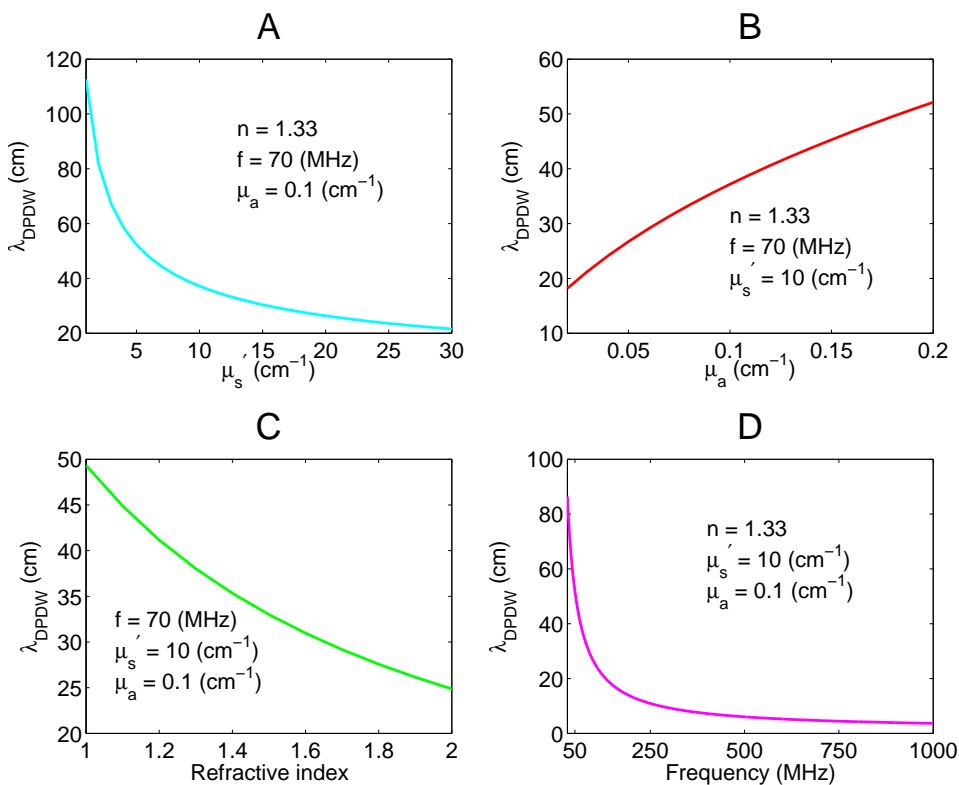 A
120
100
80
60
40
20
λDPDW (cm)
n = 1.33
f = 70 (MHz)
μa = 0.1 (cm−1)
5 10 15 20 25 30
μs′ (cm−1)
B
60
50
40
30
20
10
λDPDW (cm)
n = 1.33
f = 70 (MHz)
μs′ = 10 (cm−1)
0.05 0.1 0.15 0.2
μa (cm−1)
C
50
45
40
35
30
25
20
λDPDW (cm)
f = 70 (MHz)
μs′ = 10 (cm−1)
μa = 0.1 (cm−1)
1 1.2 1.4 1.6 1.8 2
Refractive index
D
100
80
60
40
20
0
λDPDW (cm)
n = 1.33
μs′ = 10 (cm−1)
μa = 0.1 (cm−1)
50 250 500 750 1000
Frequency (MHz)